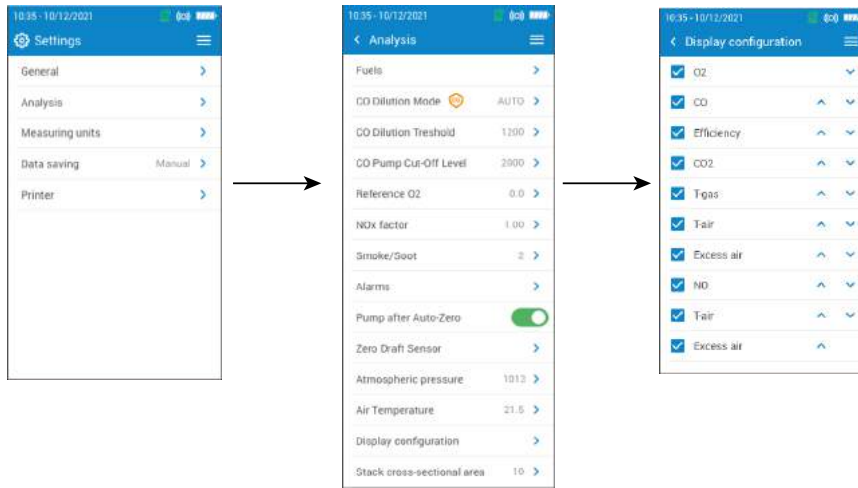 10:35 - 10/12/2021
Settings
General
Analysis
Measuring units
Data saving Manual
Printer
10:35 - 10/12/2021
Analysis
Fuels
CO Dilution Mode AUTO
CO Dilution Treshold 1200
CO Pump Cut-Off Level 2000
Reference O2 0.0
NOx factor 1.00
Smoke/Soot 2
Alarms
Pump after Auto-Zero
Zero Draft Sensor
Atmospheric pressure 1013
Air Temperature 21.5
Display configuration
Stack cross-sectional area 10
10:35 - 10/12/2021
Display configuration
O2
CO
Efficiency
CO2
T-gas
T-air
Excess air
NO
T-air
Excess air